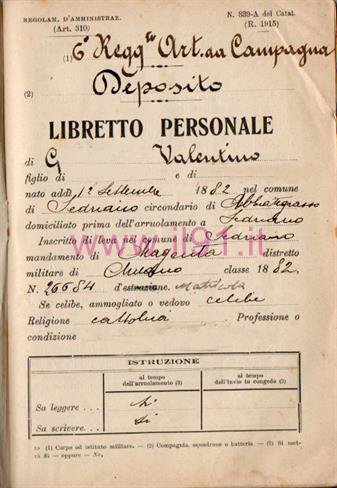 REGOLAM. D'AMMINISTRAZ. N. 839-A del Catal.
(Art. 310) (R. 1915)
(1) 6° Regg.to Art. da Campagna
(2) Deposito
LIBRETTO PERSONALE
di G Valentino
figlio di e di
nato addì 1° Settembre 1882 nel comune
di Sedriano circondario di Abbiategrasso
domiciliato prima dell'arruolamento a Sedriano
Inscritto di leva nel comune di Sedriano
mandamento di Magenta distretto
militare di Milano classe 1882.
N. 26684 d'estrazione. Matricola
Se celibe, ammogliato o vedovo celibe
Religione cattolica Professione o
condizione
www.il91.it
ISTRUZIONE
al tempo dell'arruolamento (3) al tempo dell'invio in congedo (3)
Sa leggere . . . Si
Sa scrivere . . . Si
(1) Corpo od istituto militare. — (2) Compagnia, squadrone o batteria. — (3) Si met-
terà Si — oppure — No.